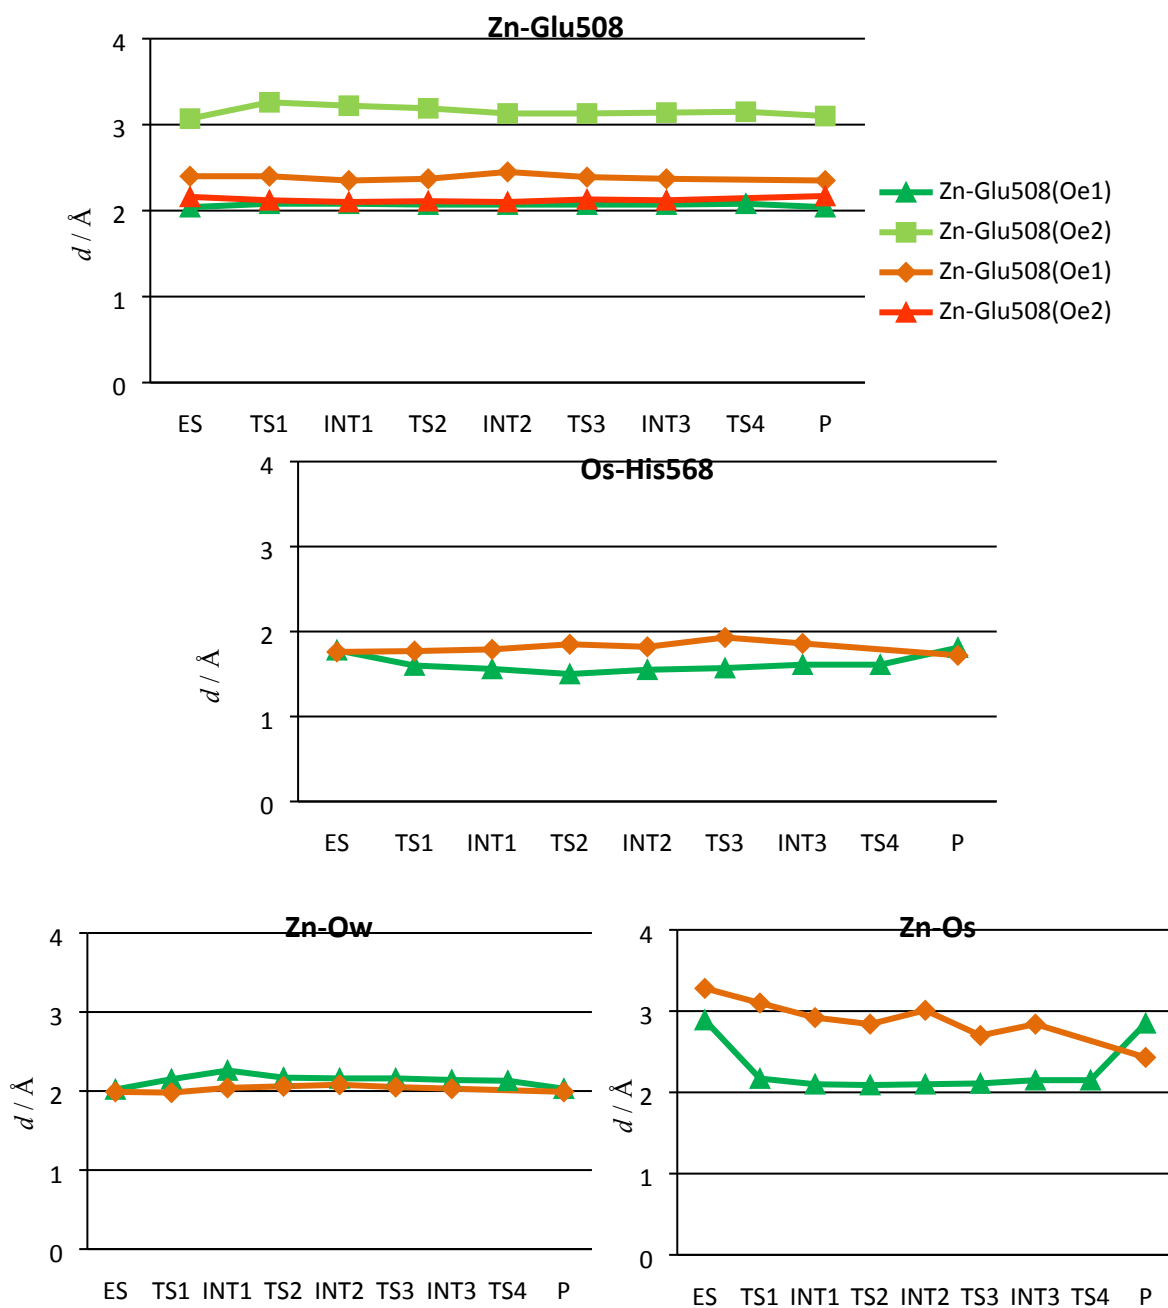 Zn-Glu508
4
3
2
1
0
d / Å
ES TS1 INT1 TS2 INT2 TS3 INT3 TS4 P
Zn-Glu508(Oe1)
Zn-Glu508(Oe2)
Zn-Glu508(Oe1)
Zn-Glu508(Oe2)
Os-His568
4
3
2
1
0
d / Å
ES TS1 INT1 TS2 INT2 TS3 INT3 TS4 P
Zn-Ow
4
3
2
1
0
d / Å
ES TS1 INT1 TS2 INT2 TS3 INT3 TS4 P
Zn-Os
4
3
2
1
0
d / Å
ES TS1 INT1 TS2 INT2 TS3 INT3 TS4 P